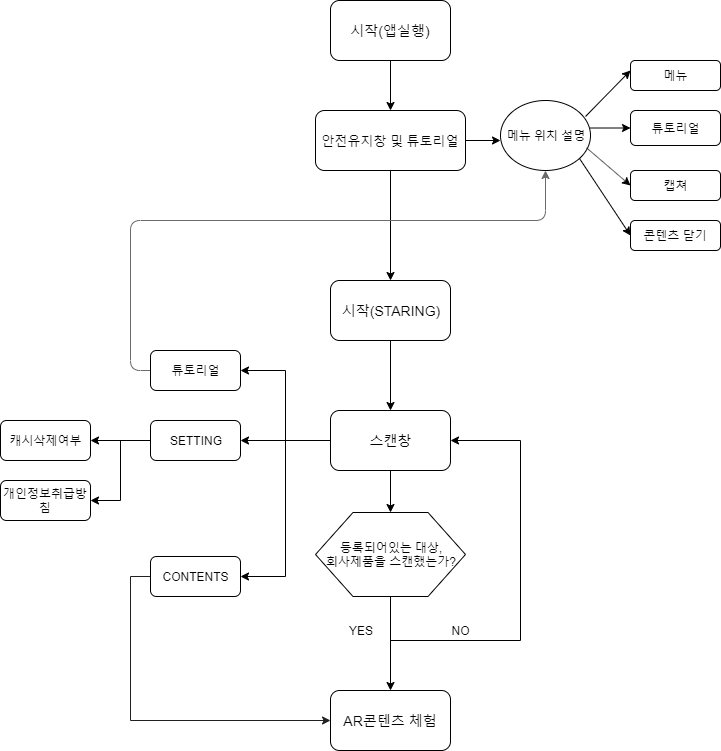 시작(앱실행)
안전유지창 및 튜토리얼
메뉴 위치 설명
메뉴
튜토리얼
캡쳐
콘텐츠 닫기
시작(STARING)
튜토리얼
스캔창
SETTING
캐시삭제여부
개인정보취급방
침
등록되어있는 대상,
회사제품을 스캔했는가?
CONTENTS
YES
NO
AR콘텐츠 체험